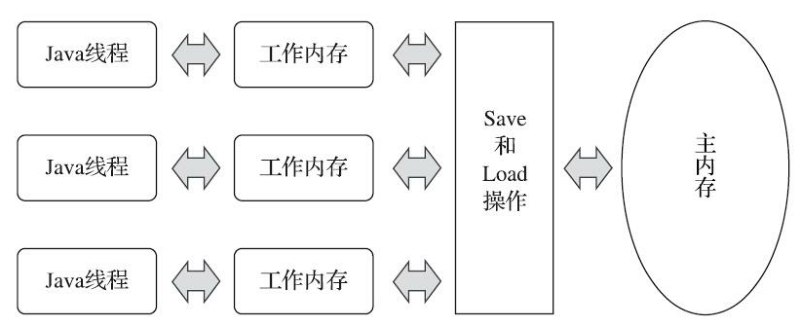 Java线程
工作内存
Java线程
工作内存
Java线程
工作内存
Save
和
Load
操作
主
内
存